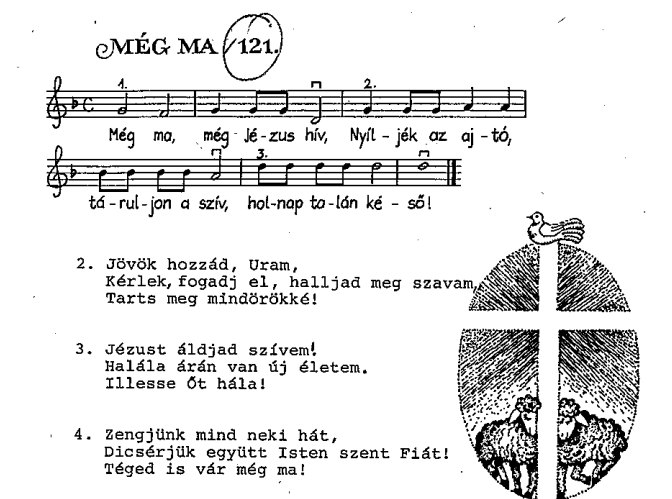 MÉG MA 121.
1. 2.
Még ma, még Jé-zus hív, Nyíl-jék az aj-tó,
3.
tá-rul-jon a szív, hol-nap ta-lán ké-ső!
2. Jövök hozzád, Uram,
Kérlek, fogadj el, halljad meg szavam,
Tarts meg mindörökké!
3. Jézust áldjad szívem!
Halála árán van új életem.
Illesse Őt hála!
4. Zengjünk mind neki hát,
Dicsérjük együtt Isten szent Fiát!
Téged is vár még ma!